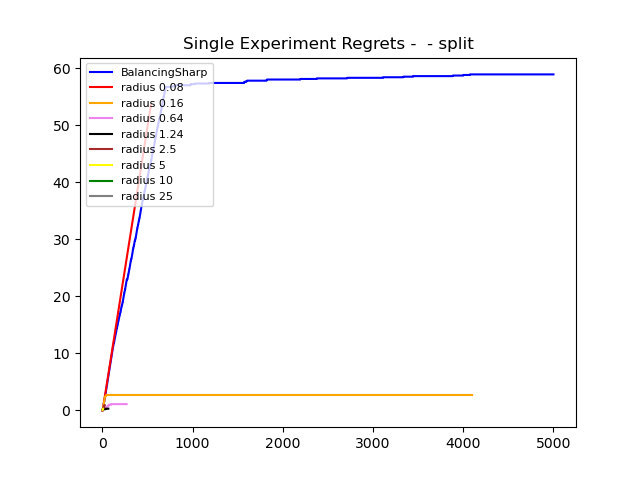 Single Experiment Regrets -  - split
60
50
40
30
20
10
0
BalancingSharp
radius 0.08
radius 0.16
radius 0.64
radius 1.24
radius 2.5
radius 5
radius 10
radius 25
0 1000 2000 3000 4000 5000